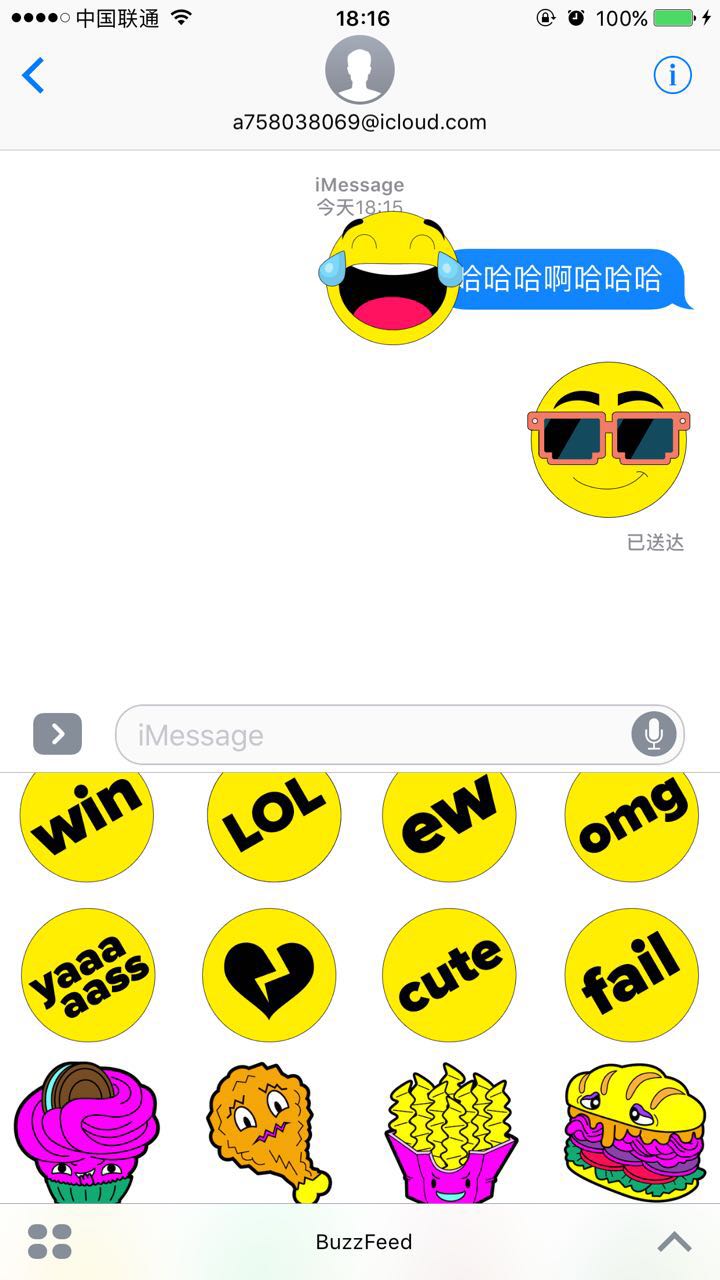 中国联通
18:16
100%
a758038069@icloud.com
iMessage
今天18:15
哈哈哈啊哈哈哈
已送达
iMessage
win
LOL
ew
omg
yaaa
aass
cute
fail
BuzzFeed